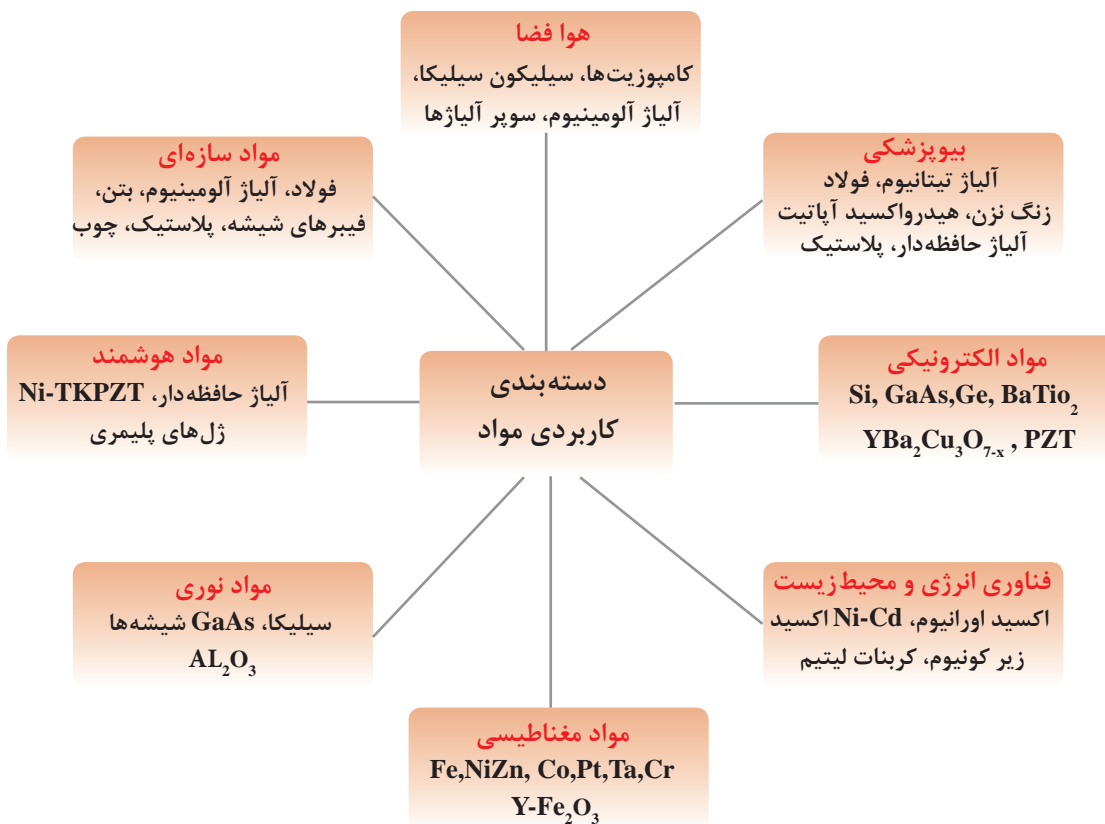 هوا فضا
کامپوزیت‌ها، سیلیکون سیلیکا،
آلیاژ آلومینیوم، سوپر آلیاژها
بیوپزشکی
آلیاژ تیتانیوم، فولاد
زنگ نزن، هیدرواکسید آپاتیت
آلیاژ حافظه‌دار، پلاستیک
مواد سازه‌ای
فولاد، آلیاژ آلومینیوم، بتن،
فیبرهای شیشه، پلاستیک، چوب
مواد الکترونیکی
Si, GaAs,Ge, BaTio₂
YBa₂Cu₃O₇₋ₓ , PZT
دسته‌بندی
کاربردی مواد
مواد هوشمند
آلیاژ حافظه‌دار، Ni-TKPZT
ژل‌های پلیمری
فناوری انرژی و محیط‌زیست
اکسید اورانیوم، Ni-Cd اکسید
زیر کونیوم، کربنات لیتیم
مواد نوری
سیلیکا، GaAs شیشه‌ها
AL₂O₃
مواد مغناطیسی
Fe,NiZn, Co,Pt,Ta,Cr
Y-Fe₂O₃